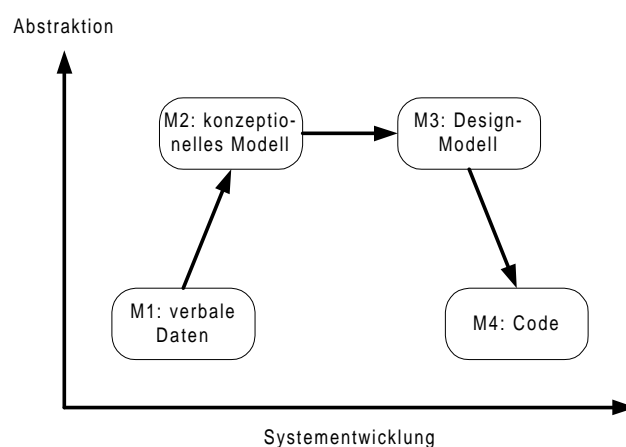 Abstraktion
M2: konzeptio-
nelles Modell
M3: Design-
Modell
M1: verbale
Daten
M4: Code
Systementwicklung